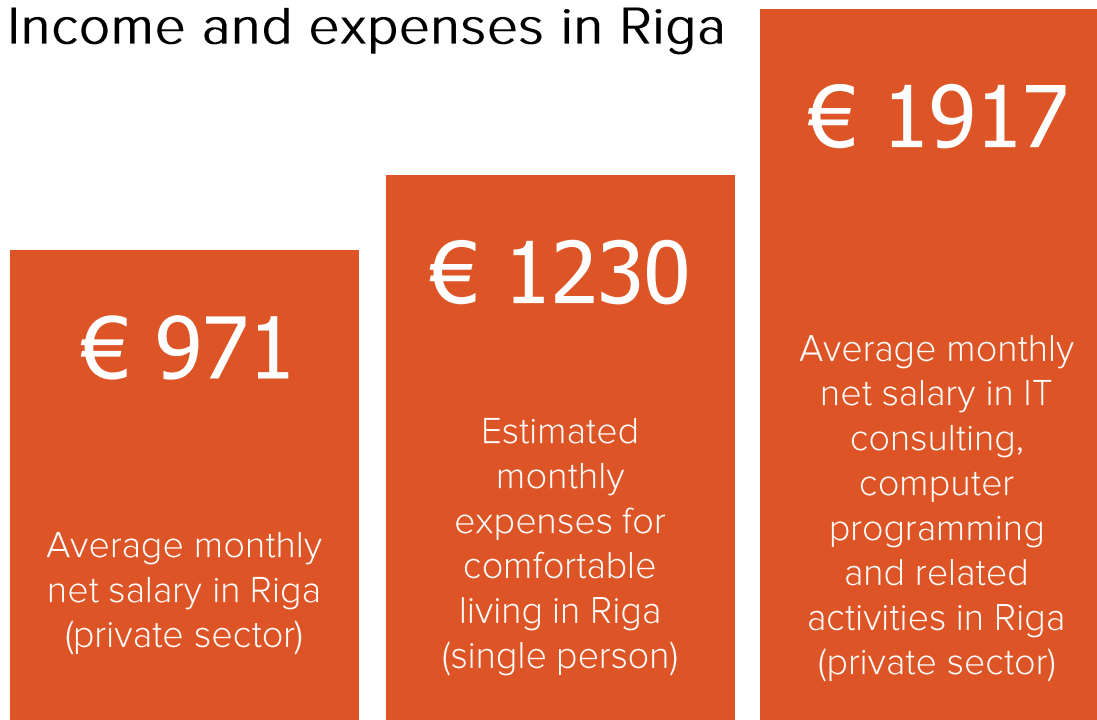 Income and expenses in Riga
€ 971
Average monthly
net salary in Riga
(private sector)
€ 1230
Estimated
monthly
expenses for
comfortable
living in Riga
(single person)
€ 1917
Average monthly
net salary in IT
consulting,
computer
programming
and related
activities in Riga
(private sector)